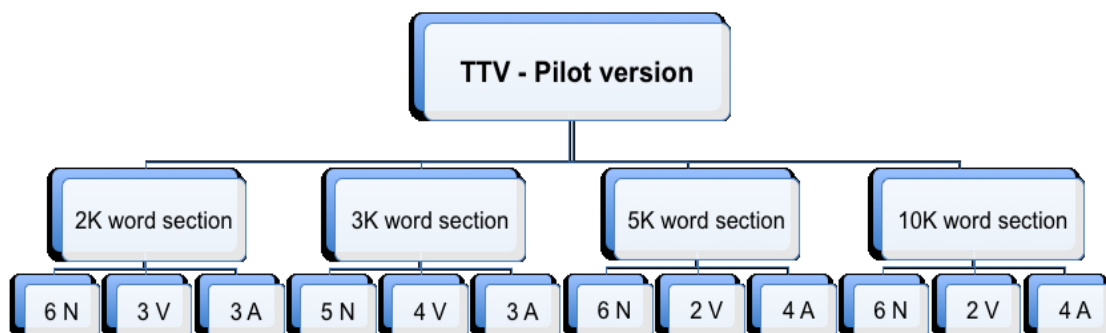 TTV - Pilot version
2K word section 3K word section 5K word section 10K word section
6 N 3 V 3 A 5 N 4 V 3 A 6 N 2 V 4 A 6 N 2 V 4 A